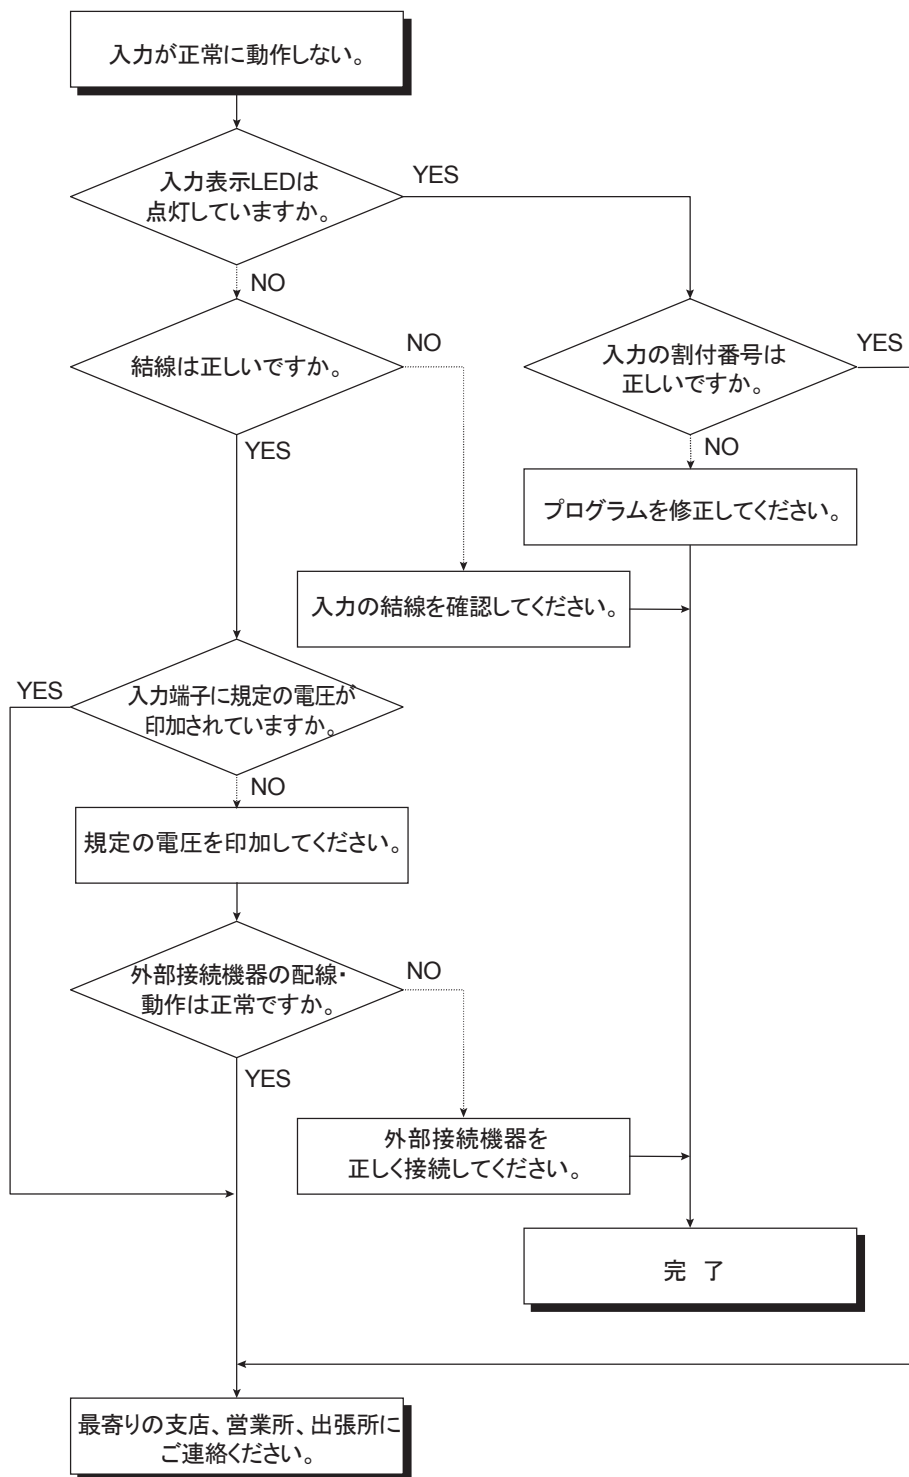 入力が正常に動作しない。
入力表示LEDは
点灯していますか。
YES
NO
結線は正しいですか。
NO
入力の割付番号は
正しいですか。
YES
YES
NO
プログラムを修正してください。
入力の結線を確認してください。
YES
入力端子に規定の電圧が
印加されていますか。
NO
規定の電圧を印加してください。
外部接続機器の配線・
動作は正常ですか。
NO
YES
外部接続機器を
正しく接続してください。
完 了
最寄りの支店、営業所、出張所に
ご連絡ください。